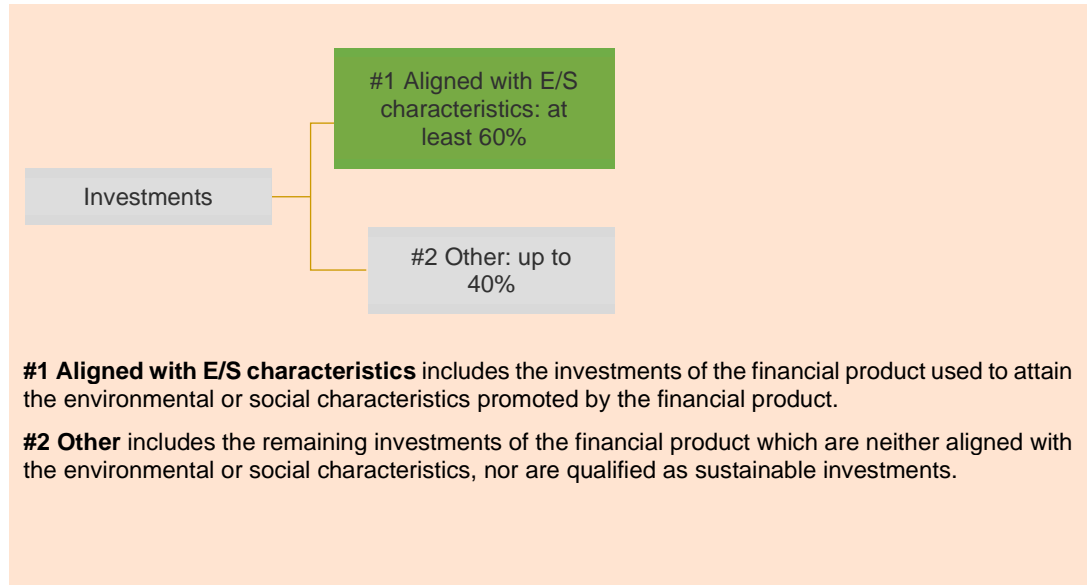 #1 Aligned with E/S
characteristics: at
least 60%
Investments
#2 Other: up to
40%
#1 Aligned with E/S characteristics includes the investments of the financial product used to attain
the environmental or social characteristics promoted by the financial product.
#2 Other includes the remaining investments of the financial product which are neither aligned with
the environmental or social characteristics, nor are qualified as sustainable investments.